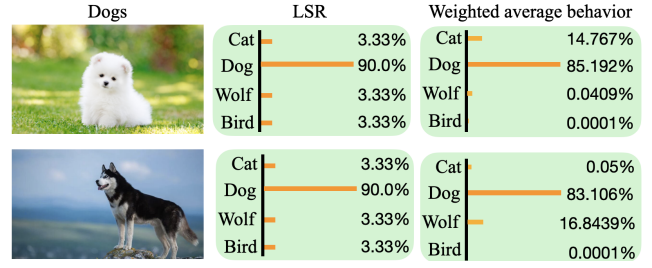 Dogs LSR Weighted average behavior
Cat 3.33% Cat 14.767%
Dog 90.0% Dog 85.192%
Wolf 3.33% Wolf 0.0409%
Bird 3.33% Bird 0.0001%
Cat 3.33% Cat 0.05%
Dog 90.0% Dog 83.106%
Wolf 3.33% Wolf 16.8439%
Bird 3.33% Bird 0.0001%